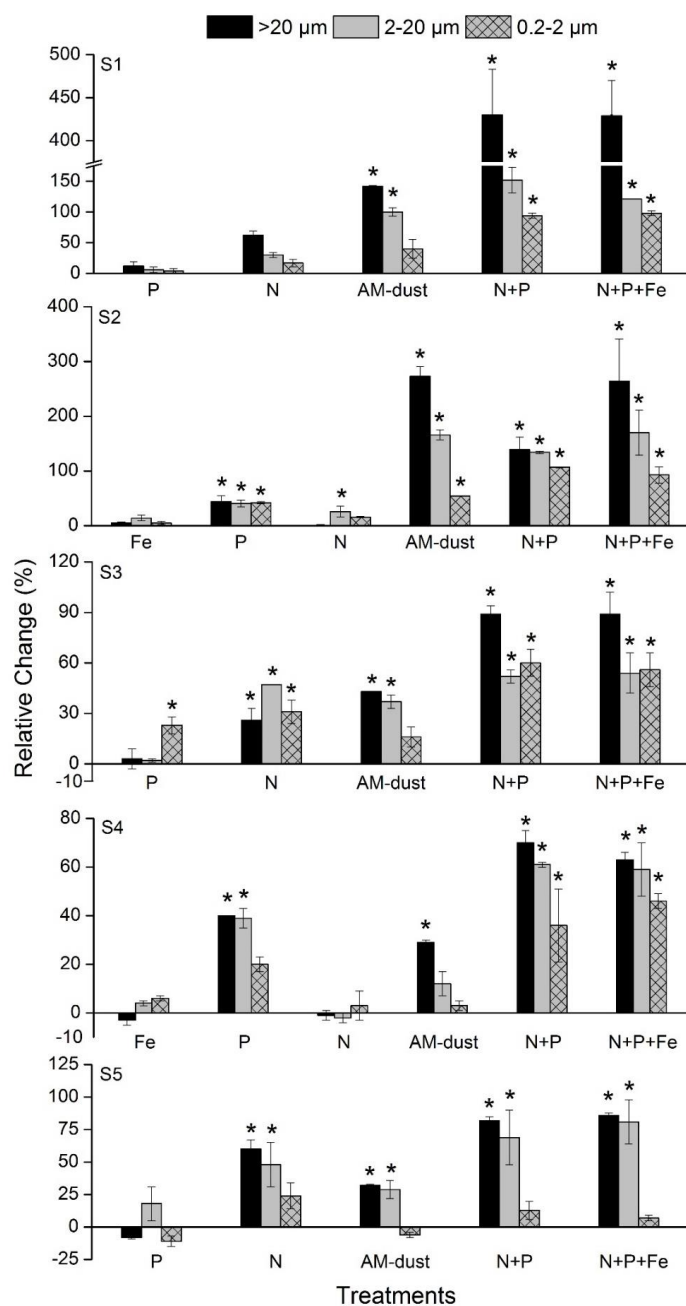 >20 μm 2-20 μm 0.2-2 μm
S1
500
450
400
150
100
50
0
* * * * * * * *
P N AM-dust N+P N+P+Fe
S2
400
300
200
100
0
* * * * * * * * * * * * *
Fe P N AM-dust N+P N+P+Fe
Relative Change (%)
S3
120
90
60
30
0
-10
* * * * * * * * * * * *
P N AM-dust N+P N+P+Fe
S4
80
60
40
20
0
-10
* * * * * * * * *
Fe P N AM-dust N+P N+P+Fe
S5
125
100
75
50
25
0
-25
* * * * * * * *
P N AM-dust N+P N+P+Fe
Treatments